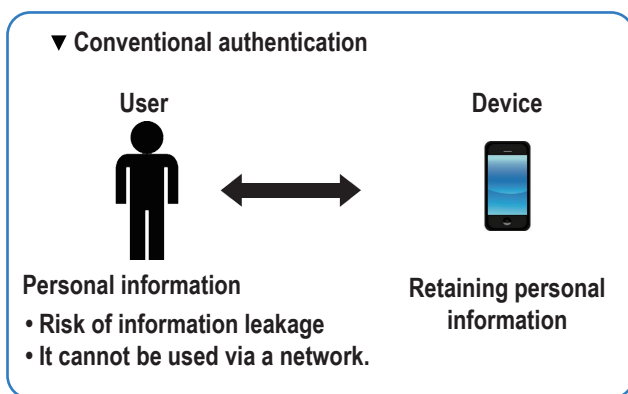 ▼ Conventional authentication
User
Device
Personal information
• Risk of information leakage
• It cannot be used via a network.
Retaining personal
information